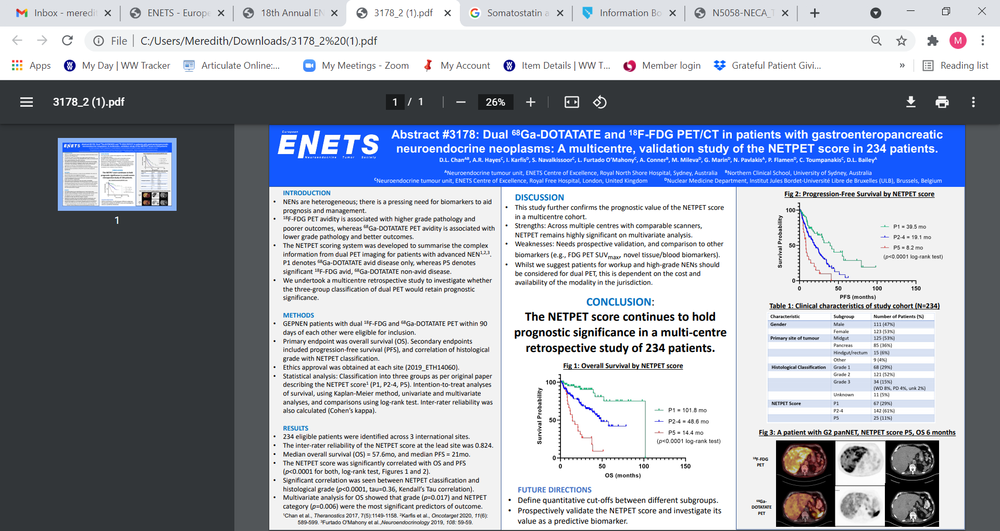 Inbox - meredit
ENETS - Europe
18th Annual EN
3178_2 (1).pdf
Somatostatin a
Information Bo
N5058-NECA_T
File
C:/Users/Meredith/Downloads/3178_2%20(1).pdf
M
Apps
My Day | WW Tracker
Articulate Online:...
My Meetings - Zoom
My Account
Item Details | WW T...
Member login
Grateful Patient Givi...
»
Reading list
3178_2 (1).pdf
1 / 1
26%
1
European
ENETS
Neuroendocrine Tumor Society
Abstract #3178: Dual ⁶⁸Ga-DOTATATE and ¹⁸F-FDG PET/CT in patients with gastroenteropancreatic
neuroendocrine neoplasms: A multicentre, validation study of the NETPET score in 234 patients.
D.L. Chanᴬᴮ, A.R. Hayesᶜ, I. Karfisᴰ, S. Navalkissoorᶜ, L. Furtado O'Mahonyᶜ, A. Connerᴮ, M. Milevaᴰ, G. Marinᴰ, N. Pavlakisᴬ, P. Flamenᴰ, C. Toumpanakisᶜ, D.L. Baileyᴬ
ᴬNeuroendocrine tumour unit, ENETS Centre of Excellence, Royal North Shore Hospital, Sydney, Australia ᴮNorthern Clinical School, University of Sydney, Australia
ᶜNeuroendocrine tumour unit, ENETS Centre of Excellence, Royal Free Hospital, London, United Kingdom ᴰNuclear Medicine Department, Institut Jules Bordet-Université Libre de Bruxelles (ULB), Brussels, Belgium
INTRODUCTION
• NENs are heterogeneous; there is a pressing need for biomarkers to aid
prognosis and management.
• ¹⁸F-FDG PET avidity is associated with higher grade pathology and
poorer outcomes, whereas ⁶⁸Ga-DOTATATE PET avidity is associated with
lower grade pathology and better outcomes.
• The NETPET scoring system was developed to summarise the complex
information from dual PET imaging for patients with advanced NEN¹,²,³.
P1 denotes ⁶⁸Ga-DOTATATE avid disease only, whereas P5 denotes
significant ¹⁸F-FDG avid, ⁶⁸Ga-DOTATATE non-avid disease.
• We undertook a multicentre retrospective study to investigate whether
the three-group classification of dual PET would retain prognostic
significance.
METHODS
• GEPNEN patients with dual ¹⁸F-FDG and ⁶⁸Ga-DOTATATE PET within 90
days of each other were eligible for inclusion.
• Primary endpoint was overall survival (OS). Secondary endpoints
included progression-free survival (PFS), and correlation of histological
grade with NETPET classification.
• Ethics approval was obtained at each site (2019_ETH14060).
• Statistical analysis: Classification into three groups as per original paper
describing the NETPET score¹ (P1, P2-4, P5). Intention-to-treat analyses
of survival, using Kaplan-Meier method, univariate and multivariate
analyses, and comparisons using log-rank test. Inter-rater reliability was
also calculated (Cohen's kappa).
RESULTS
• 234 eligible patients were identified across 3 international sites.
• The inter-rater reliability of the NETPET score at the lead site was 0.824.
• Median overall survival (OS) = 57.6mo, and median PFS = 21mo.
• The NETPET score was significantly correlated with OS and PFS
(p<0.0001 for both, log-rank test, Figures 1 and 2).
• Significant correlation was seen between NETPET classification and
histological grade (p<0.0001, tau=0.36, Kendall's Tau correlation).
• Multivariate analysis for OS showed that grade (p=0.017) and NETPET
category (p=0.006) were the most significant predictors of outcome.
¹Chan et al., Theranostics 2017, 7(5):1149-1158. ²Karfis et al., Oncotarget 2020, 11(6):
589-599. ³Furtado O'Mahony et al.,Neuroendocrinology 2019, 108: 59-59.
DISCUSSION
• This study further confirms the prognostic value of the NETPET score
in a multicentre cohort.
• Strengths: Across multiple centres with comparable scanners,
NETPET remains highly significant on multivariate analysis.
• Weaknesses: Needs prospective validation, and comparison to other
biomarkers (e.g., FDG PET SUVmax, novel tissue/blood biomarkers).
• Whilst we suggest patients for workup and high-grade NENs should
be considered for dual PET, this is dependent on the cost and
availability of the modality in the jurisdiction.
CONCLUSION:
The NETPET score continues to hold
prognostic significance in a multi-centre
retrospective study of 234 patients.
Fig 1: Overall Survival by NETPET score
Survival Probability
100
50
0
0 50 100 150
OS (months)
P1 = 101.8 mo
P2-4 = 48.6 mo
P5 = 14.4 mo
(p<0.0001 log-rank test)
FUTURE DIRECTIONS
• Define quantitative cut-offs between different subgroups.
• Prospectively validate the NETPET score and investigate its
value as a predictive biomarker.
Fig 2: Progression-Free Survival by NETPET score
Survival Probability
100
50
0
0 50 100 150
PFS (months)
P1 = 39.5 mo
P2-4 = 19.1 mo
P5 = 8.2 mo
(p<0.0001 log-rank test)
Table 1: Clinical characteristics of study cohort (N=234)
Characteristic Subgroup Number of Patients (%)
Gender Male 111 (47%)
Female 123 (53%)
Primary site of tumour Midgut 125 (53%)
Pancreas 85 (36%)
Hindgut/rectum 15 (6%)
Other 9 (4%)
Histological Classification Grade 1 68 (29%)
Grade 2 121 (52%)
Grade 3 34 (15%)
(WD 8%, PD 4%, unk 2%)
Unknown 11 (5%)
NETPET Score P1 67 (29%)
P2-4 142 (61%)
P5 25 (11%)
Fig 3: A patient with G2 panNET, NETPET score P5, OS 6 months
¹⁸F-FDG
PET
⁶⁸Ga-
DOTATATE
PET